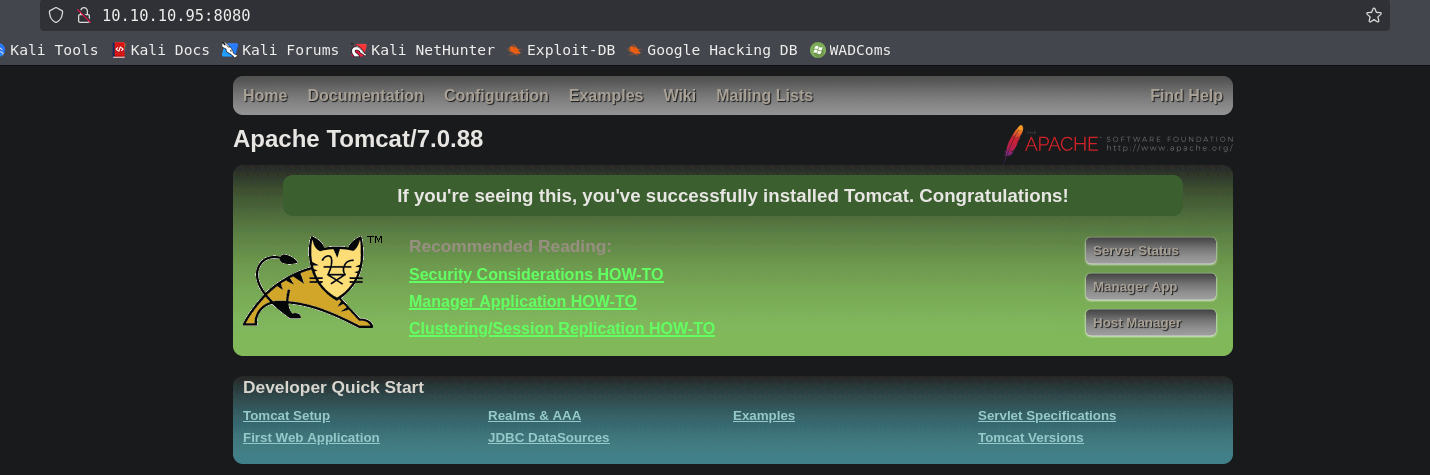 10.10.10.95:8080
Kali Tools Kali Docs Kali Forums Kali NetHunter Exploit-DB Google Hacking DB WADComs
Home Documentation Configuration Examples Wiki Mailing Lists Find Help
Apache Tomcat/7.0.88
APACHE SOFTWARE FOUNDATION
http://www.apache.org/
If you're seeing this, you've successfully installed Tomcat. Congratulations!
TM
Recommended Reading:
Security Considerations HOW-TO
Manager Application HOW-TO
Clustering/Session Replication HOW-TO
Server Status
Manager App
Host Manager
Developer Quick Start
Tomcat Setup Realms & AAA Examples Servlet Specifications
First Web Application JDBC DataSources Tomcat Versions